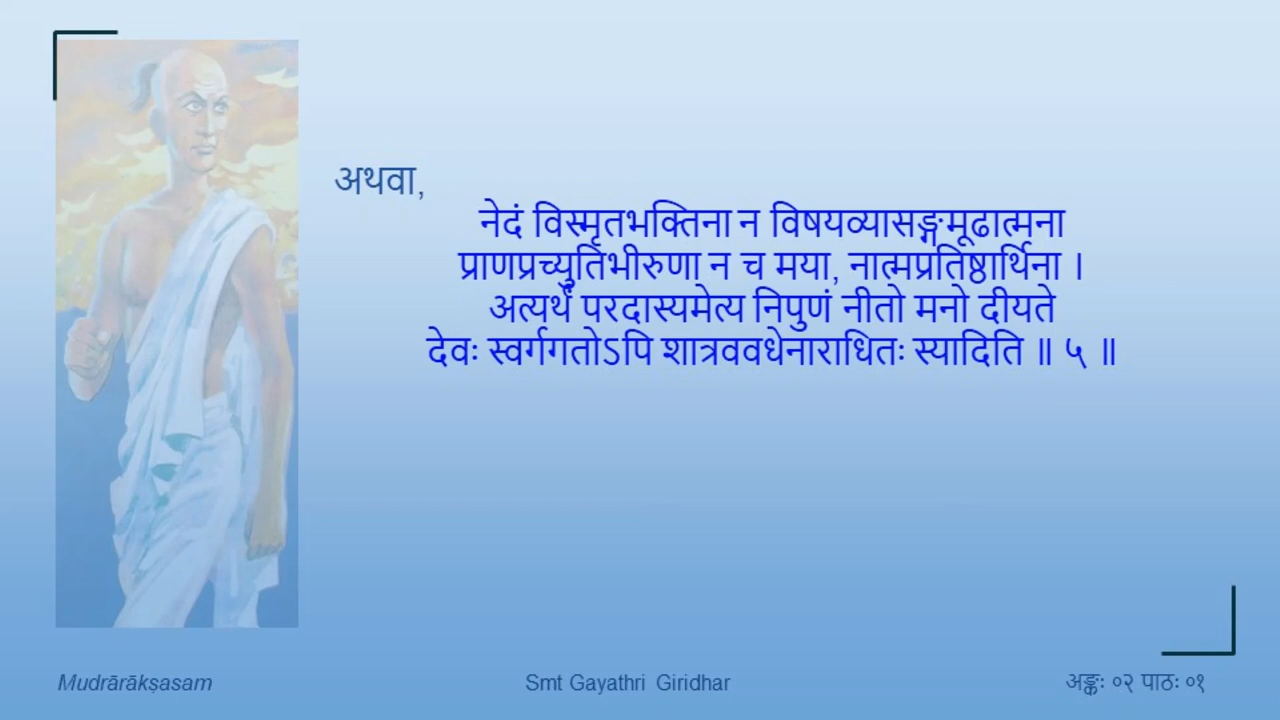 अथवा,
नेदं विस्मृतभक्तिना न विषयव्यासङ्गमूढात्मना
प्राणप्रच्युतिभीरुणा न च मया, नात्मप्रतिष्ठार्थिना ।
अत्यर्थं परदास्यमेत्य निपुणं नीतो मनो दीयते
देवः स्वर्गगतोऽपि शात्रववधेनाराधितः स्यादिति ॥ ५ ॥
Mudrārākṣasam
Smt Gayathri Giridhar
अङ्कः ०२ पाठः ०१